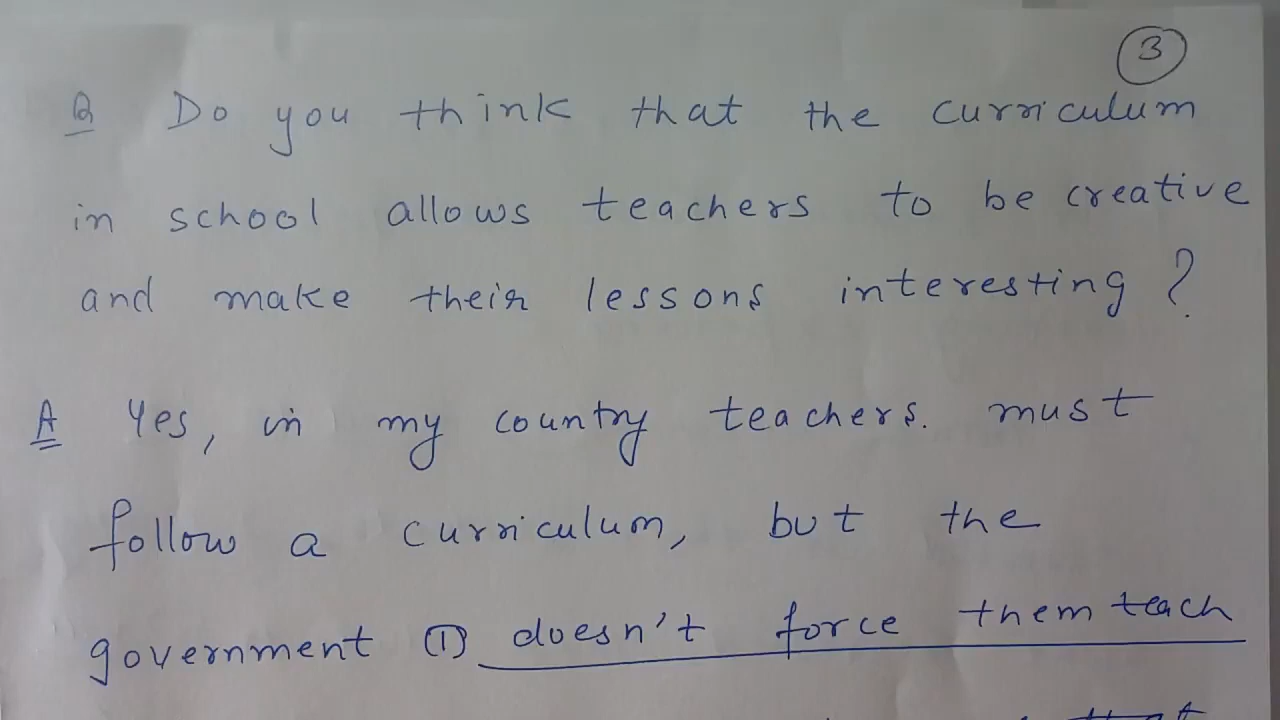 3
Q Do you think that the curriculum
in school allows teachers to be creative
and make their lessons interesting ?
A Yes, in my country teachers. must
follow a curriculum, but the
government (1) doesn't force them teach